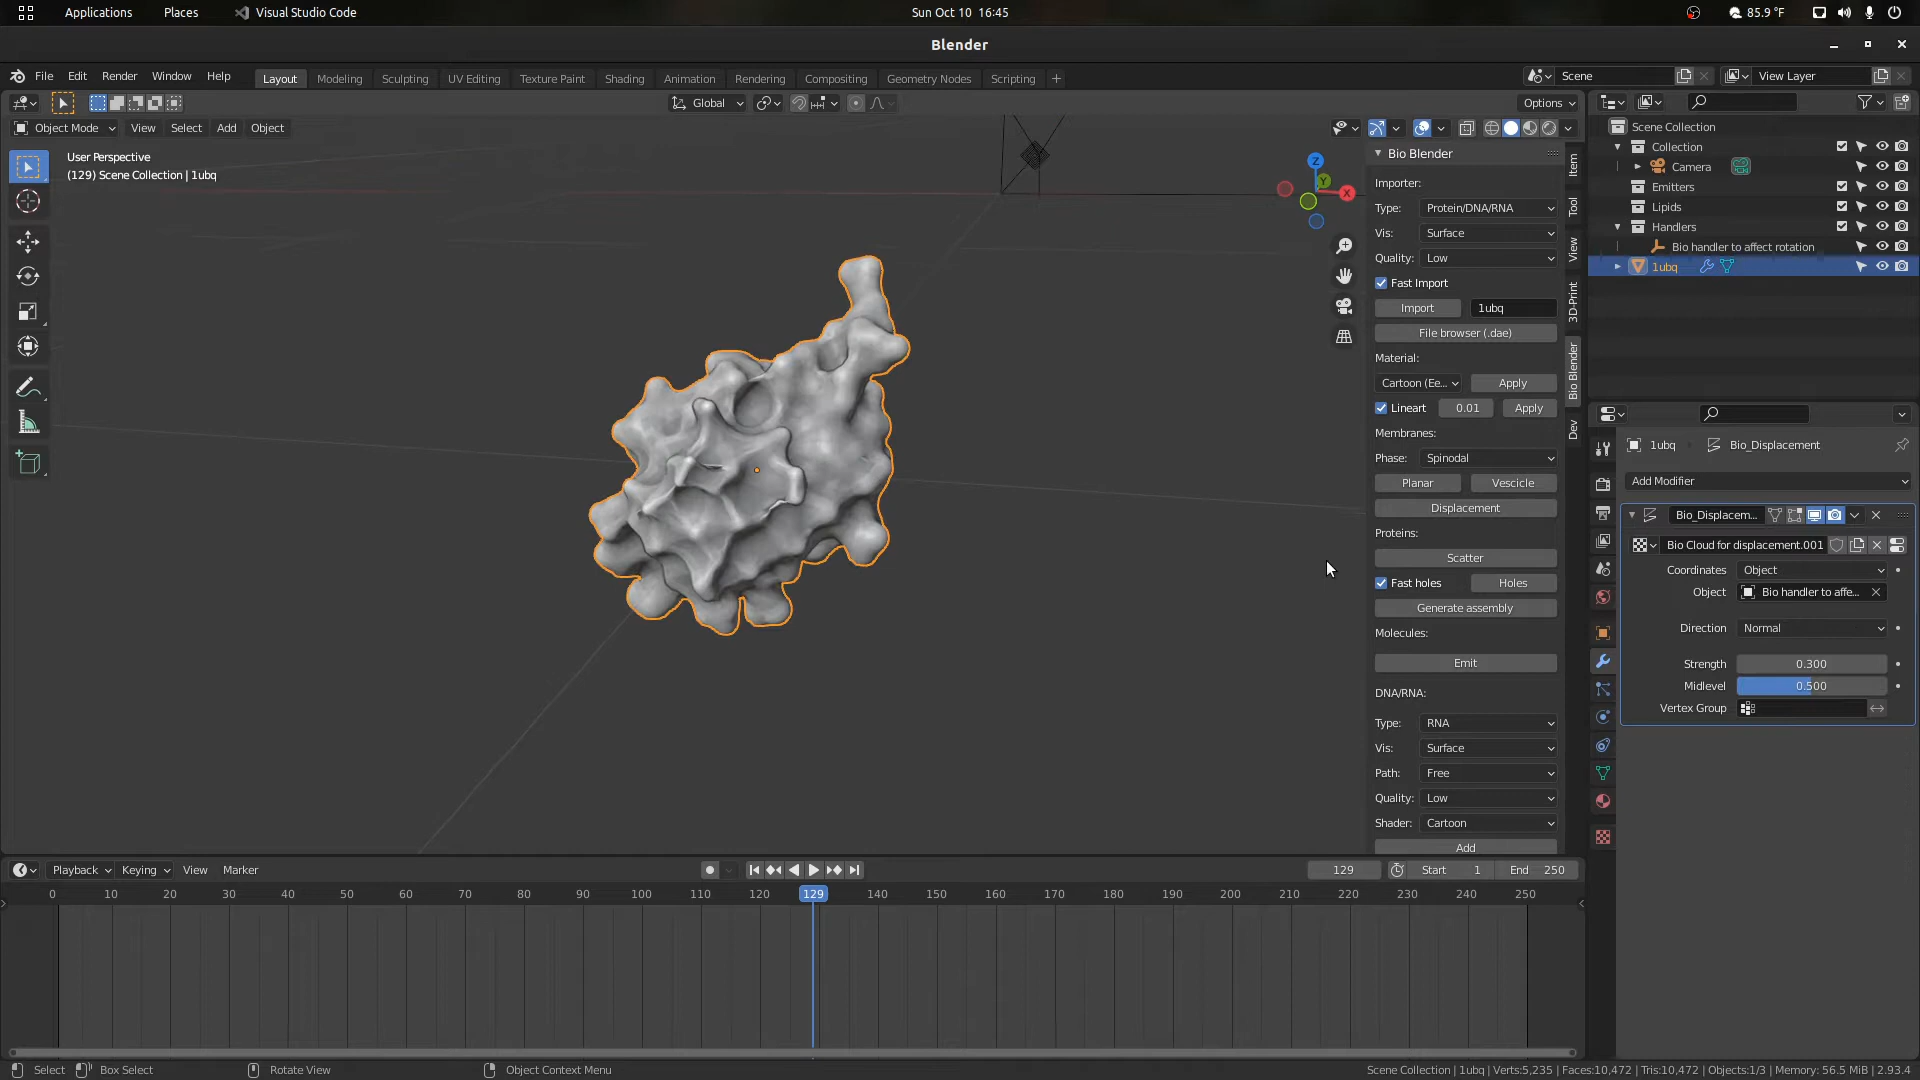 Applications Places Visual Studio Code Sun Oct 10 16:45 85.9 °F
Blender
File Edit Render Window Help Layout Modeling Sculpting UV Editing Texture Paint Shading Animation Rendering Compositing Geometry Nodes Scripting + Scene View Layer
Global Options
Object Mode View Select Add Object
User Perspective
(129) Scene Collection | 1ubq
Z
Y
X
Bio Blender
Importer:
Type: Protein/DNA/RNA
Vis: Surface
Quality: Low
Fast Import
Import 1ubq
File browser (.dae)
Material:
Cartoon (Ee... Apply
Lineart 0.01 Apply
Membranes:
Phase: Spinodal
Planar Vescicle
Displacement
Proteins:
Scatter
Fast holes Holes
Generate assembly
Molecules:
Emit
DNA/RNA:
Type: RNA
Vis: Surface
Path: Free
Quality: Low
Shader: Cartoon
Add
Item
Tool
View
3D-Print
Bio Blender
Dev
Scene Collection
Collection
Camera
Emitters
Lipids
Handlers
Bio handler to affect rotation
1ubq
1ubq Bio_Displacement
Add Modifier
Bio_Displacem...
Bio Cloud for displacement.001
Coordinates Object
Object Bio handler to affe...
Direction Normal
Strength 0.300
Midlevel 0.500
Vertex Group
Playback Keying View Marker 129 Start 1 End 250
0 10 20 30 40 50 60 70 80 90 100 110 120 129 140 150 160 170 180 190 200 210 220 230 240 250
Select Box Select Rotate View Object Context Menu Scene Collection | 1ubq | Verts:5,235 | Faces:10,472 | Tris:10,472 | Objects:1/3 | Memory: 56.5 MiB | 2.93.4